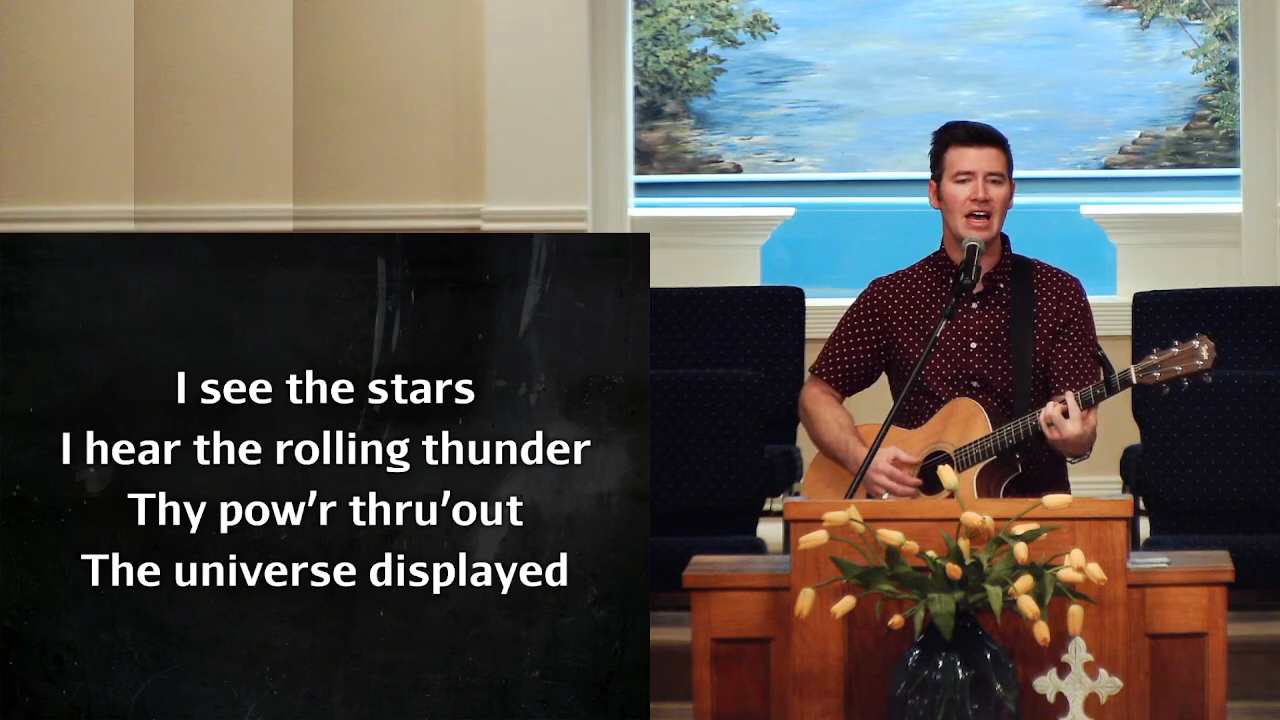 I see the stars
I hear the rolling thunder
Thy pow’r thru’out
The universe displayed